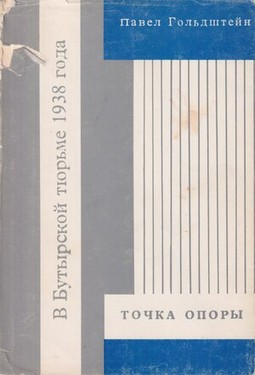 Павел Гольдштейн
В Бутырской тюрьме 1938 года
ТОЧКА ОПОРЫ